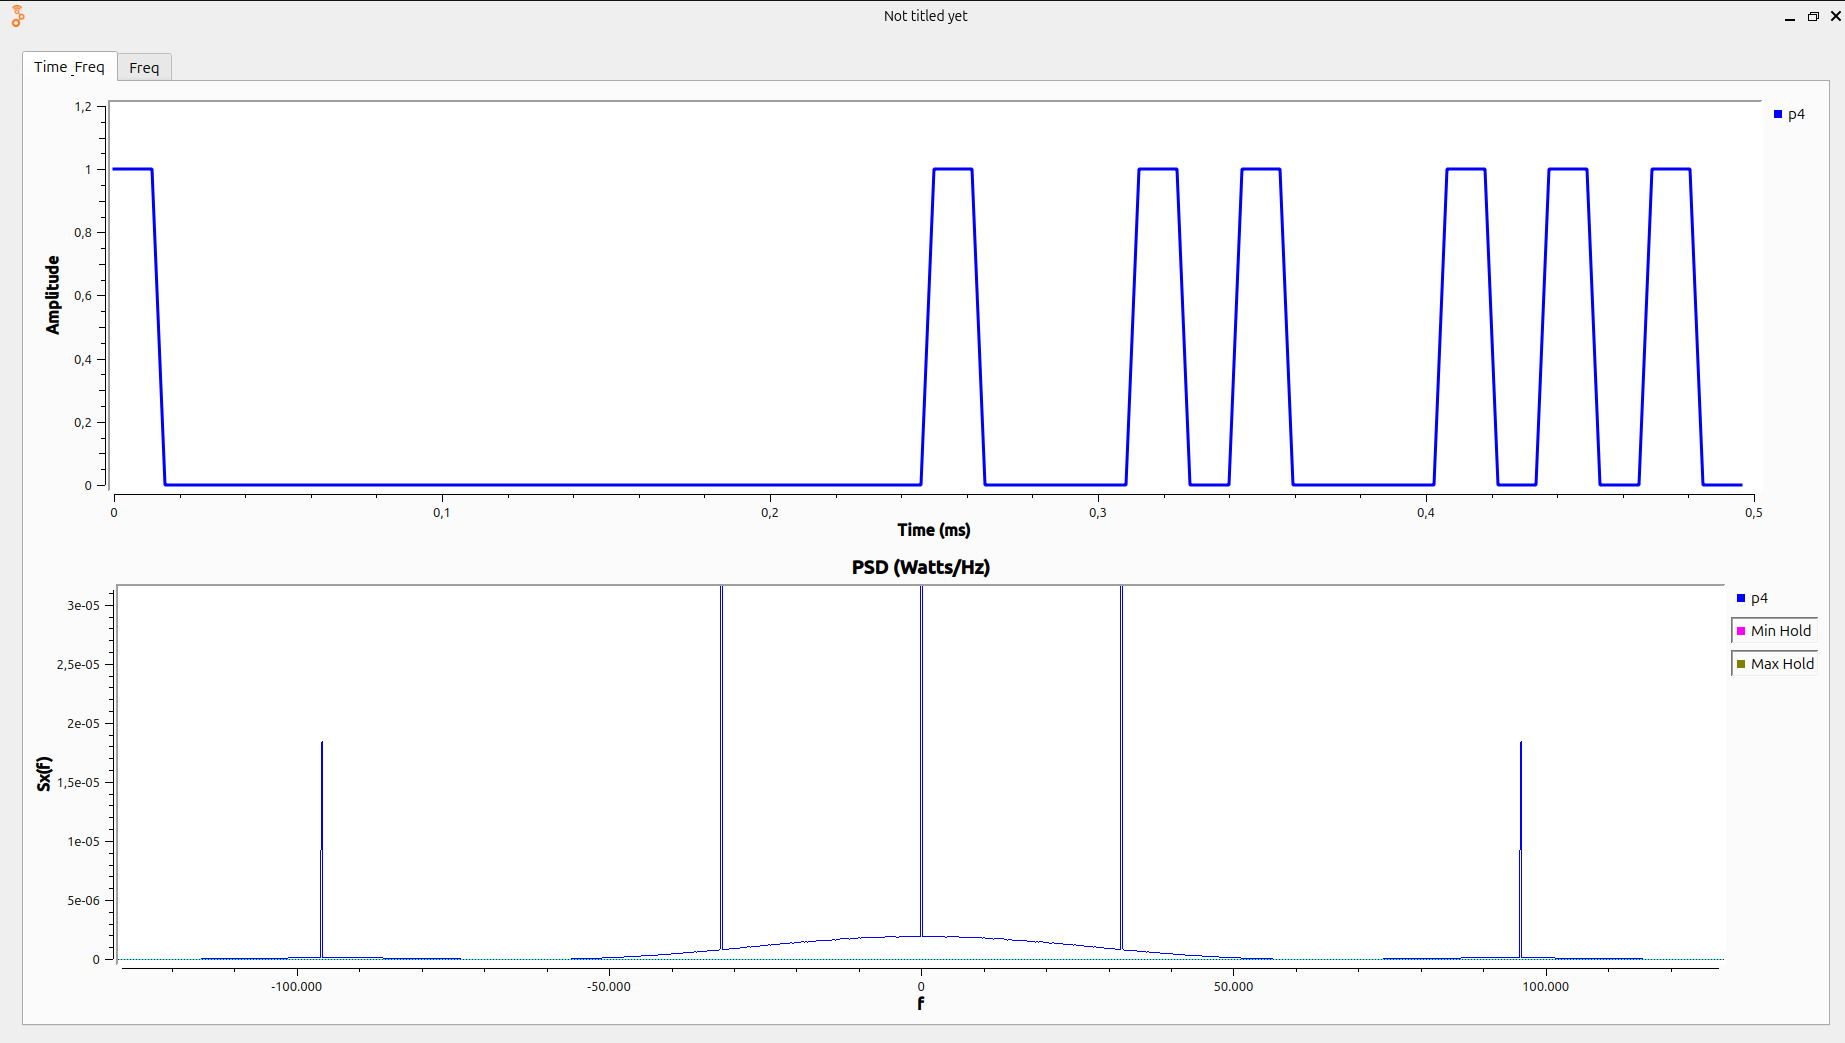 Not titled yet
Time_Freq
Freq
1,2
1
0,8
0,6
0,4
0,2
0
Amplitude
p4
0 0,1 0,2 0,3 0,4 0,5
Time (ms)
PSD (Watts/Hz)
3e-05
2,5e-05
2e-05
1,5e-05
1e-05
5e-06
0
Sx(f)
p4
Min Hold
Max Hold
-100.000 -50.000 0 50.000 100.000
f